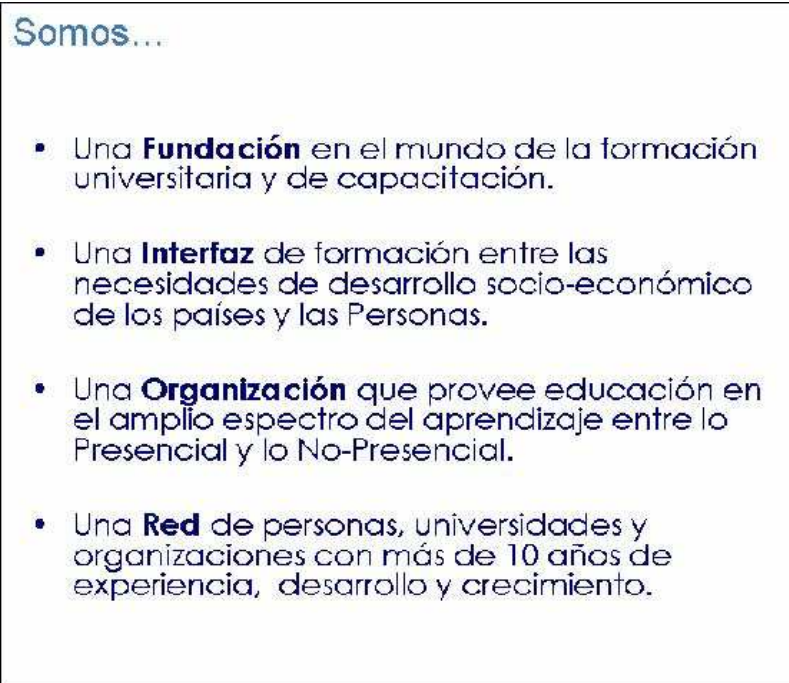 Somos...
• Una Fundación en el mundo de la formación
universitaria y de capacitación.
• Una Interfaz de formación entre las
necesidades de desarrollo socio-económico
de los países y las Personas.
• Una Organización que provee educación en
el amplio espectro del aprendizaje entre lo
Presencial y lo No-Presencial.
• Una Red de personas, universidades y
organizaciones con más de 10 años de
experiencia, desarrollo y crecimiento.